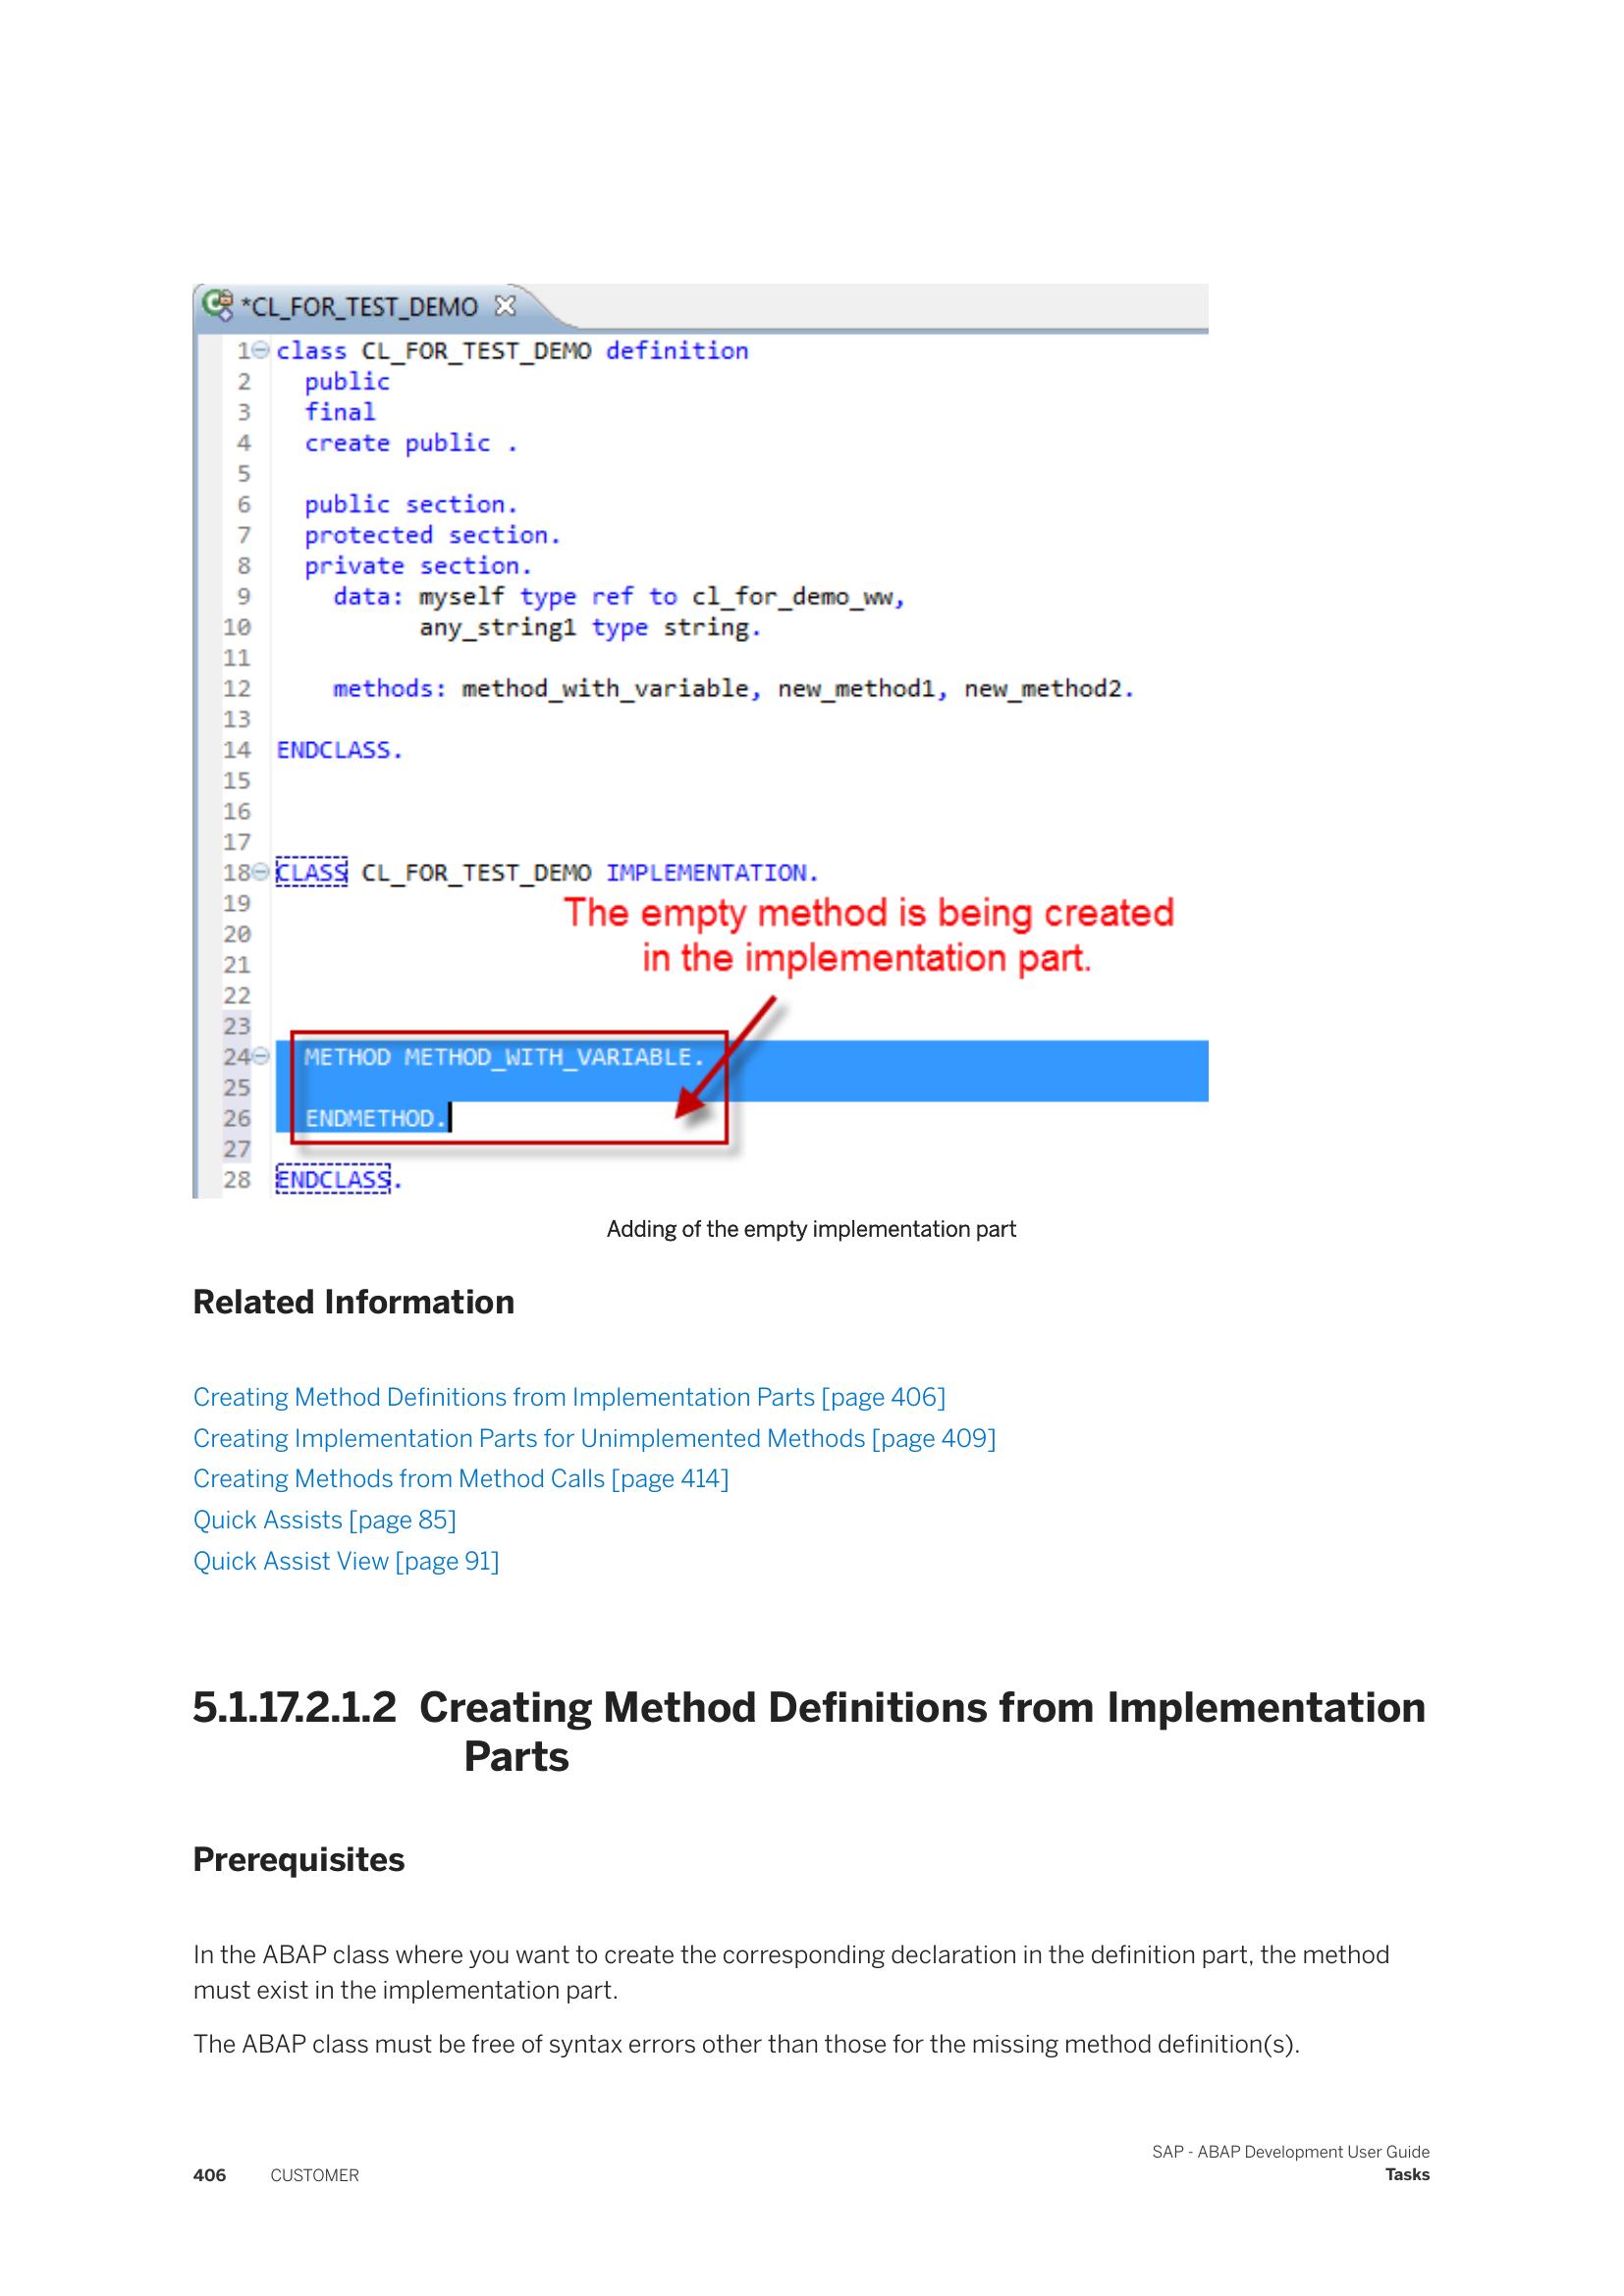 *CL_FOR_TEST_DEMO
1 class CL_FOR_TEST_DEMO definition
2 public
3 final
4 create public .
5
6 public section.
7 protected section.
8 private section.
9 data: myself type ref to cl_for_demo_ww,
10 any_string1 type string.
11
12 methods: method_with_variable, new_method1, new_method2.
13
14 ENDCLASS.
15
16
17
18 CLASS CL_FOR_TEST_DEMO IMPLEMENTATION.
19
The empty method is being created
20
in the implementation part.
21
22
23
24 METHOD METHOD_WITH_VARIABLE.
25
26 ENDMETHOD.
27
28 ENDCLASS.
Adding of the empty implementation part
Related Information
Creating Method Definitions from Implementation Parts [page 406]
Creating Implementation Parts for Unimplemented Methods [page 409]
Creating Methods from Method Calls [page 414]
Quick Assists [page 85]
Quick Assist View [page 91]
5.1.17.2.1.2 Creating Method Definitions from Implementation
Parts
Prerequisites
In the ABAP class where you want to create the corresponding declaration in the definition part, the method
must exist in the implementation part.
The ABAP class must be free of syntax errors other than those for the missing method definition(s).
SAP - ABAP Development User Guide
406 CUSTOMER Tasks